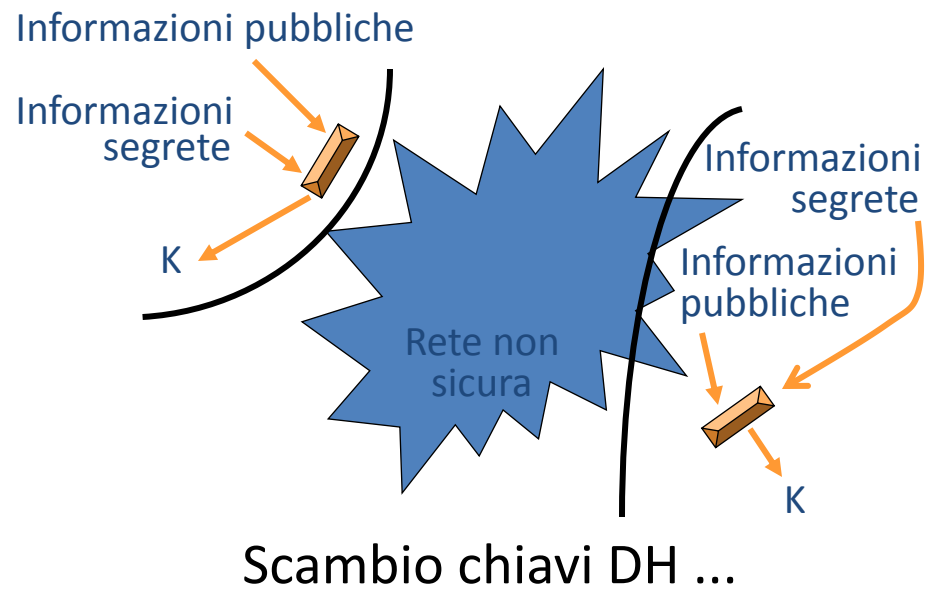 Informazioni pubbliche
Informazioni
segrete
K
Rete non
sicura
Informazioni
segrete
Informazioni
pubbliche
K
Scambio chiavi DH ...